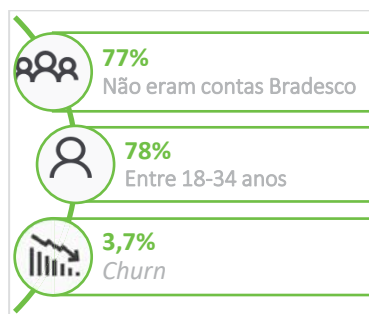 77%
Não eram contas Bradesco
78%
Entre 18-34 anos
3,7%
Churn